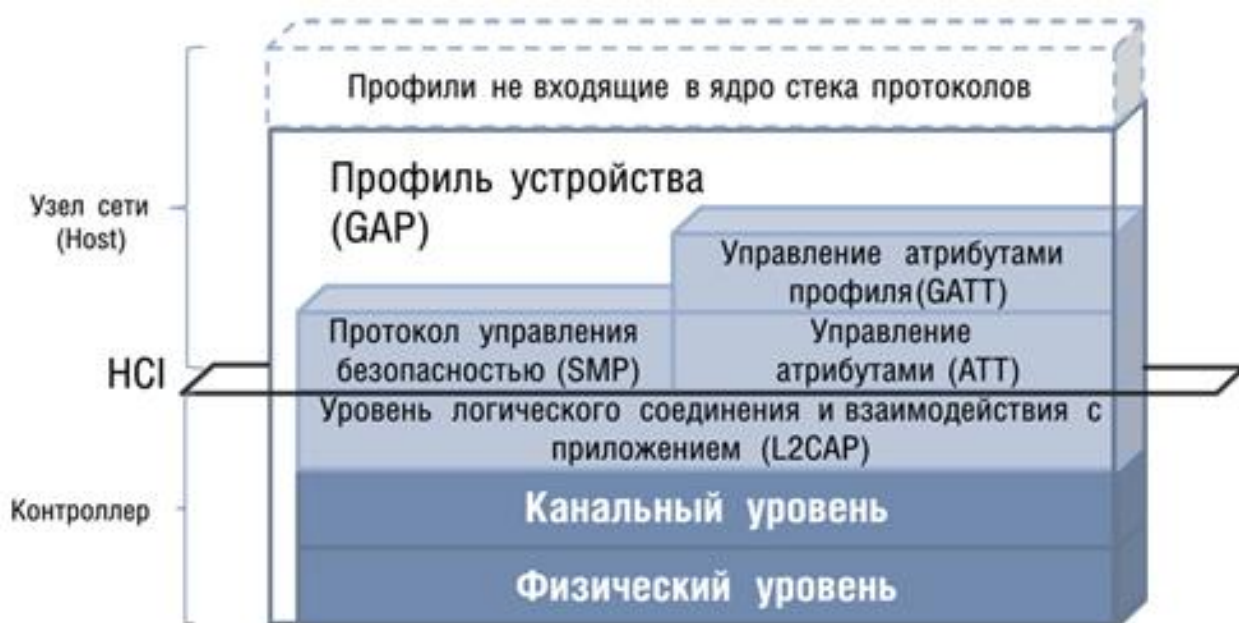 Профили не входящие в ядро стека протоколов
Профиль устройства
(GAP)
Узел сети
(Host)
Управление атрибутами
профиля(GATT)
Протокол управления
безопасностью (SMP)
Управление
атрибутами (ATT)
HCI
Уровень логического соединения и взаимодействия с
приложением (L2CAP)
Контроллер
Канальный уровень
Физический уровень